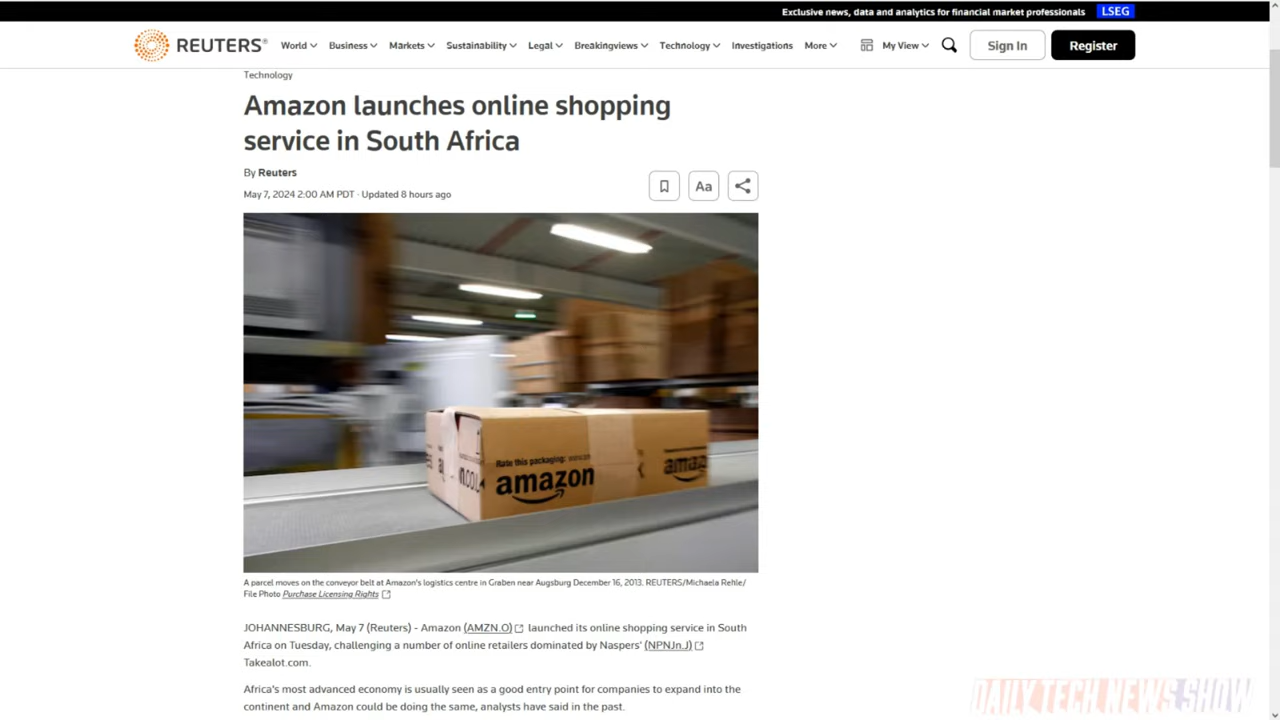 Exclusive news, data and analytics for financial market professionals LSEG
REUTERS® World Business Markets Sustainability Legal Breakingviews Technology Investigations More My View Sign In Register
Technology
Amazon launches online shopping
service in South Africa
By Reuters
May 7, 2024 2:00 AM PDT · Updated 8 hours ago
Aa
Rate this packaging:
amazon
A parcel moves on the conveyor belt at Amazon's logistics centre in Graben near Augsburg December 16, 2013. REUTERS/Michaela Rehle/
File Photo Purchase Licensing Rights
JOHANNESBURG, May 7 (Reuters) - Amazon (AMZN.O) launched its online shopping service in South
Africa on Tuesday, challenging a number of online retailers dominated by Naspers' (NPNJn.J)
Takealot.com.
Africa's most advanced economy is usually seen as a good entry point for companies to expand into the
continent and Amazon could be doing the same, analysts have said in the past.
DAILY TECH NEWS SHOW